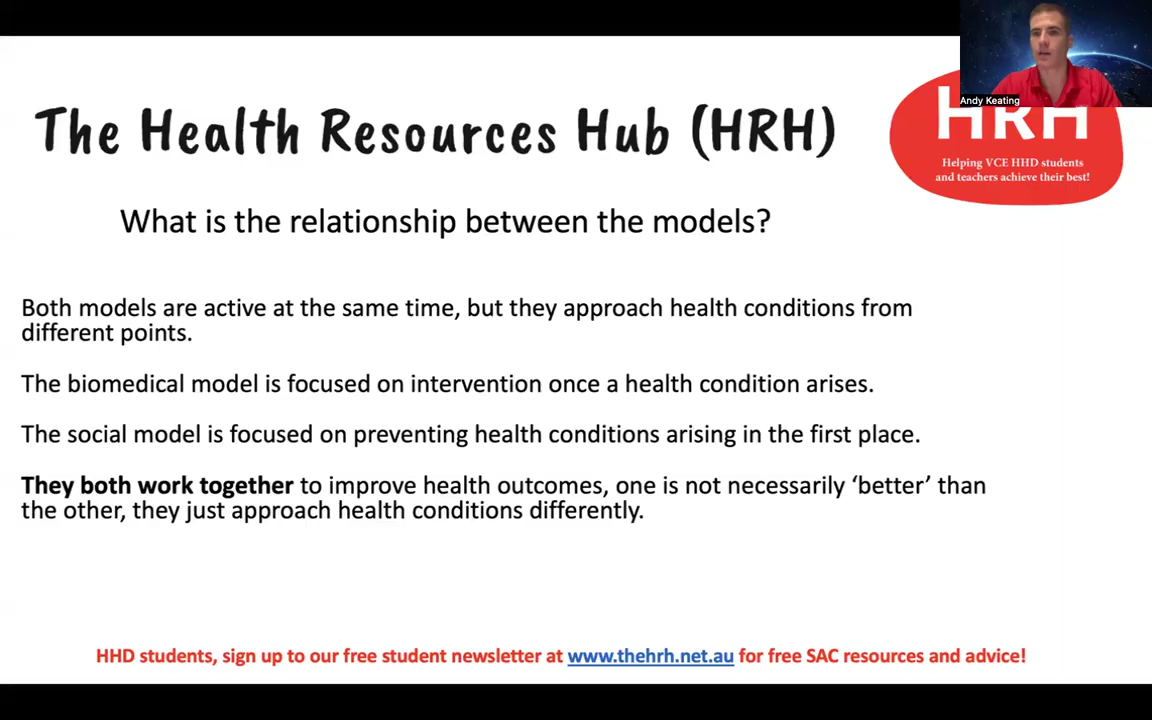 Andy Keating
The Health Resources Hub (HRH)
HRH
Helping VCE HHD students
and teachers achieve their best!
What is the relationship between the models?
Both models are active at the same time, but they approach health conditions from
different points.
The biomedical model is focused on intervention once a health condition arises.
The social model is focused on preventing health conditions arising in the first place.
They both work together to improve health outcomes, one is not necessarily ‘better’ than
the other, they just approach health conditions differently.
HHD students, sign up to our free student newsletter at www.thehrh.net.au for free SAC resources and advice!